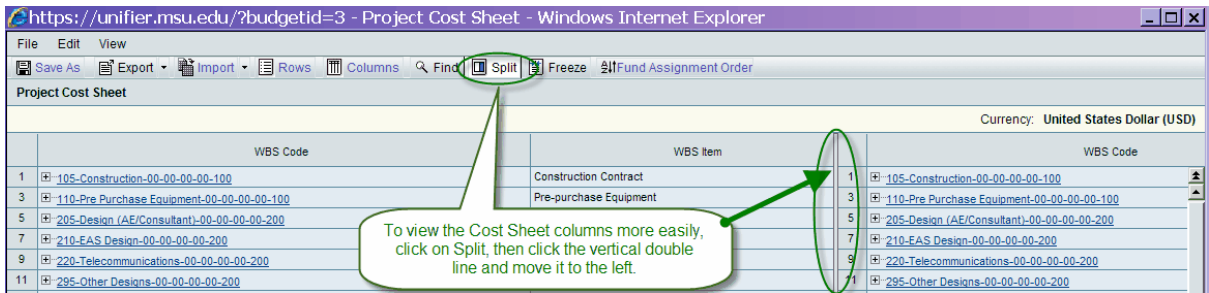 https://unifier.msu.edu/?budgetid=3 - Project Cost Sheet - Windows Internet Explorer
File Edit View
Save As Export Import Rows Columns Find Split Freeze Fund Assignment Order
Project Cost Sheet
Currency: United States Dollar (USD)
WBS Code WBS Item WBS Code
1 105-Construction-00-00-00-00-100 Construction Contract 1 105-Construction-00-00-00-00-100
3 110-Pre Purchase Equipment-00-00-00-00-100 Pre-purchase Equipment 3 110-Pre Purchase Equipment-00-00-00-00-100
5 205-Design (AE/Consultant)-00-00-00-00-200 5 205-Design (AE/Consultant)-00-00-00-00-200
7 210-EAS Design-00-00-00-00-200 7 210-EAS Design-00-00-00-00-200
9 220-Telecommunications-00-00-00-00-200 9 220-Telecommunications-00-00-00-00-200
11 295-Other Designs-00-00-00-00-200 11 295-Other Designs-00-00-00-00-200
To view the Cost Sheet columns more easily,
click on Split, then click the vertical double
line and move it to the left.